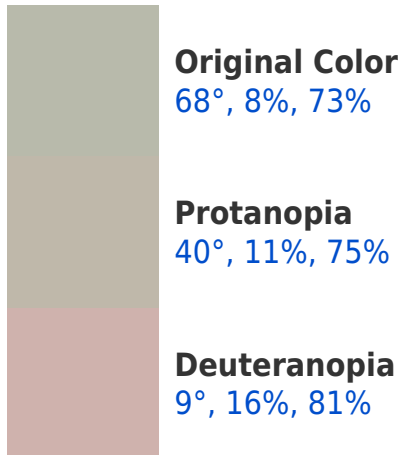 Original Color
68°, 8%, 73%
Protanopia
40°, 11%, 75%
Deuteranopia
9°, 16%, 81%